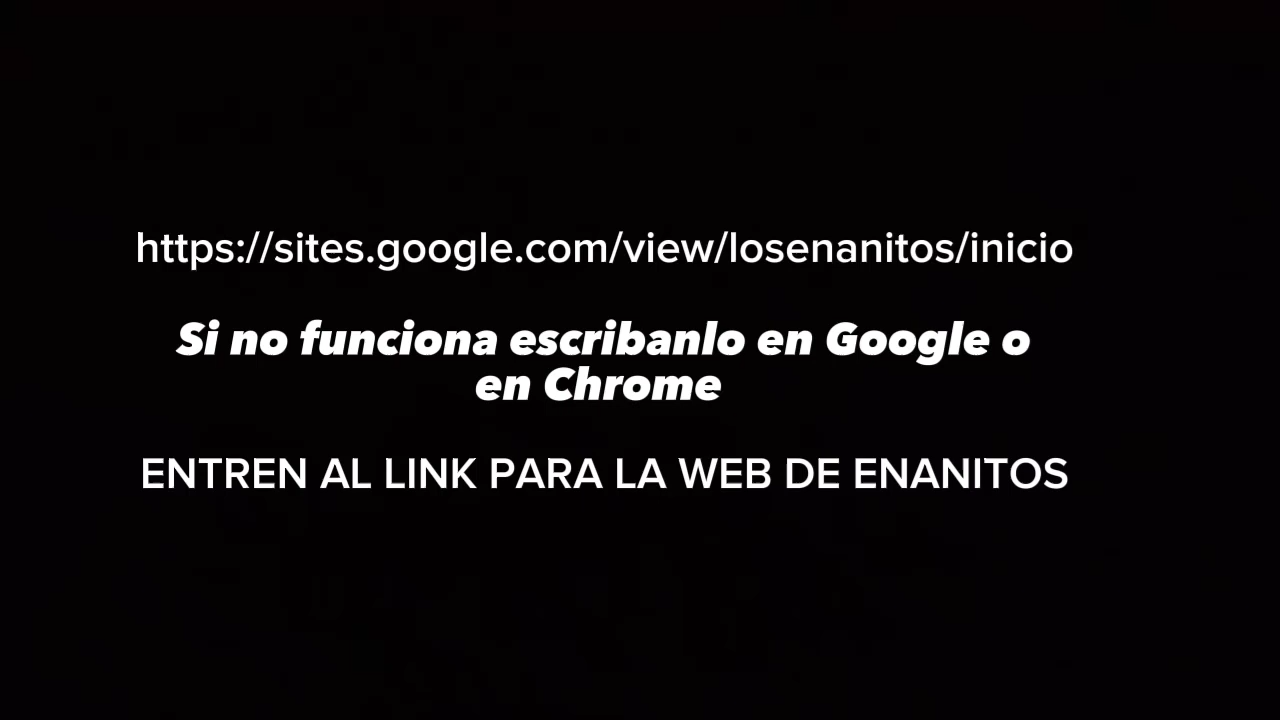 https://sites.google.com/view/losenanitos/inicio
Si no funciona escribanlo en Google o
en Chrome
ENTREN AL LINK PARA LA WEB DE ENANITOS